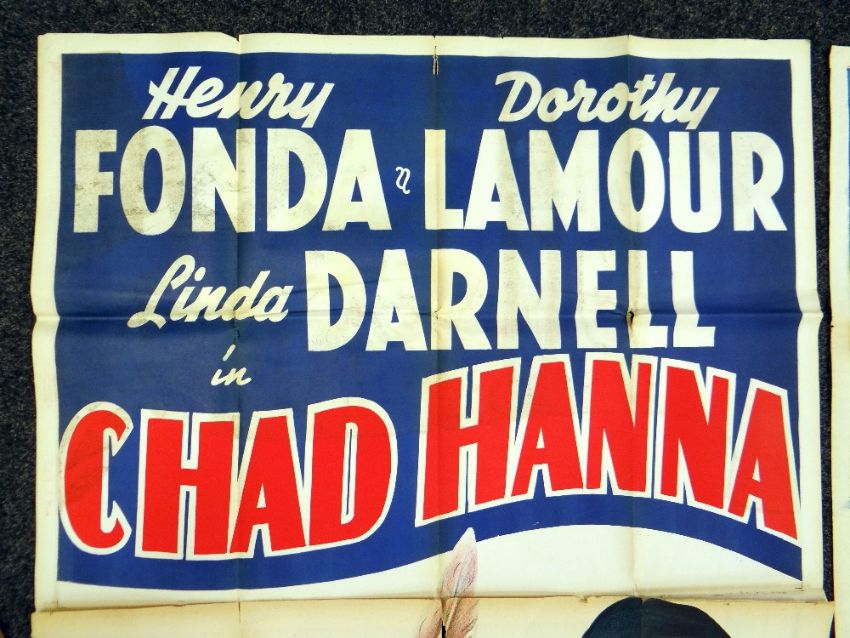 Henry Dorothy
FONDA & LAMOUR
Linda DARNELL
in
CHAD HANNA